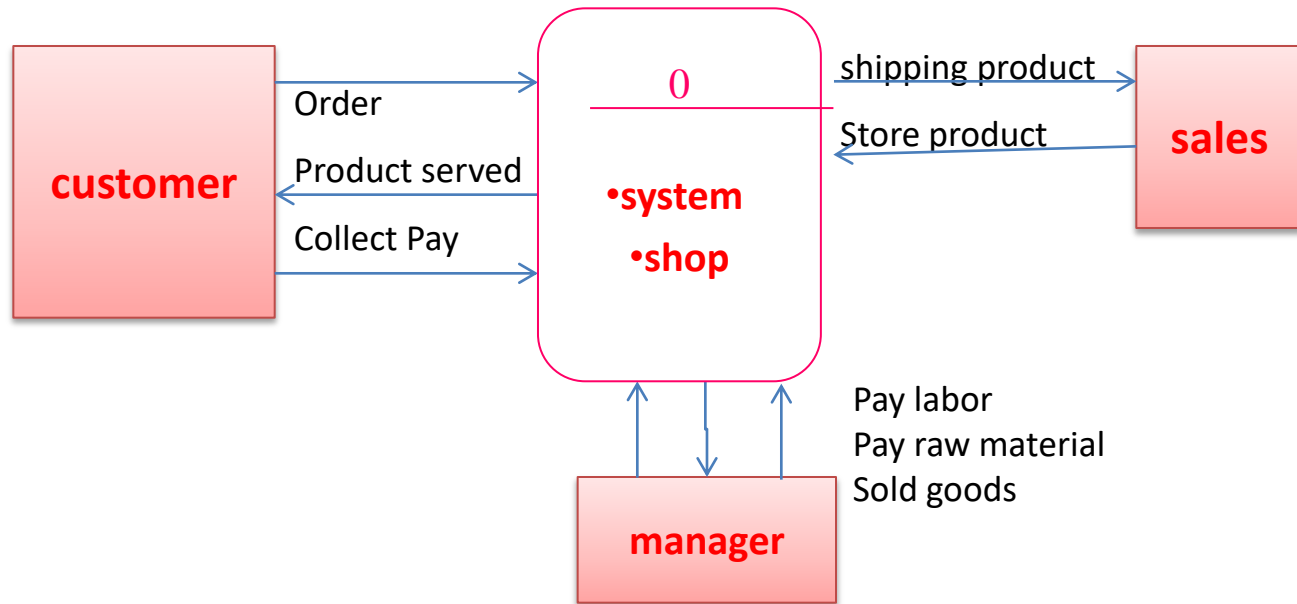 customer
Order
Product served
Collect Pay
0
•system
•shop
shipping product
Store product
sales
Pay labor
Pay raw material
Sold goods
manager